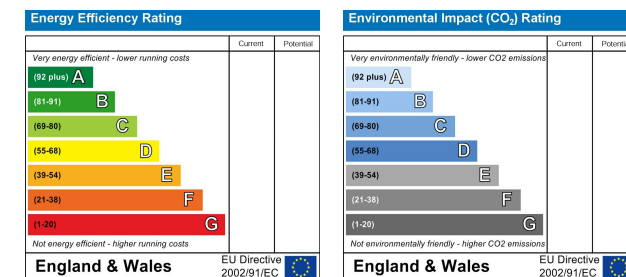 Energy Efficiency Rating
Current Potential
Very energy efficient - lower running costs
(92 plus) A
(81-91) B
(69-80) C
(55-68) D
(39-54) E
(21-38) F
(1-20) G
Not energy efficient - higher running costs
England & Wales
EU Directive
2002/91/EC
Environmental Impact (CO₂) Rating
Current Potentia
Very environmentally friendly - lower CO2 emissions
(92 plus) A
(81-91) B
(69-80) C
(55-68) D
(39-54) E
(21-38) F
(1-20) G
Not environmentally friendly - higher CO2 emissions
England & Wales
EU Directive
2002/91/EC